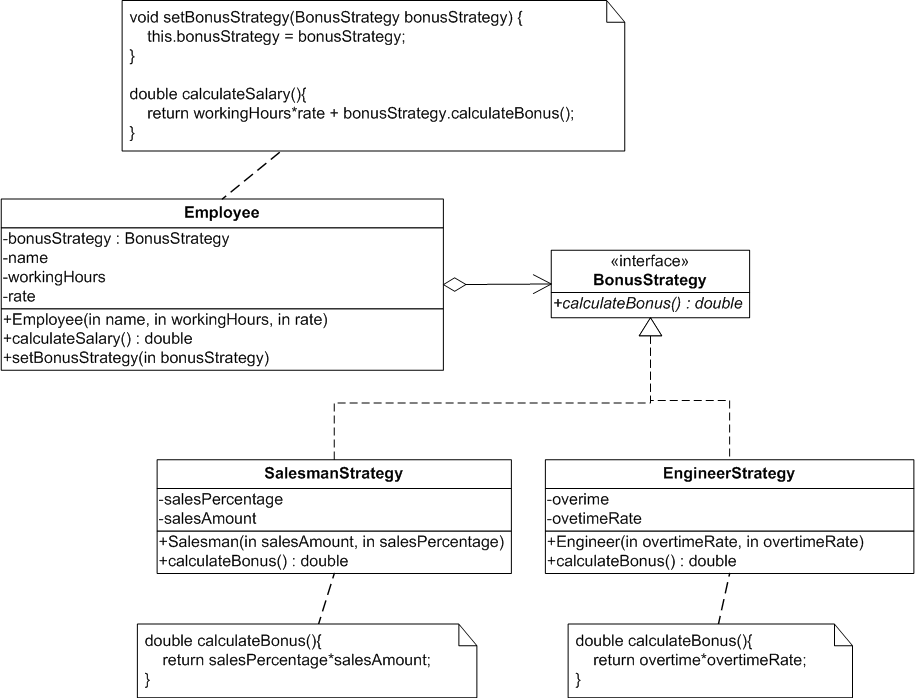 void setBonusStrategy(BonusStrategy bonusStrategy) {
this.bonusStrategy = bonusStrategy;
}
double calculateSalary(){
return workingHours*rate + bonusStrategy.calculateBonus();
}
Employee
-bonusStrategy : BonusStrategy
-name
-workingHours
-rate
+Employee(in name, in workingHours, in rate)
+calculateSalary() : double
+setBonusStrategy(in bonusStrategy)
«interface»
BonusStrategy
+calculateBonus() : double
SalesmanStrategy
-salesPercentage
-salesAmount
+Salesman(in salesAmount, in salesPercentage)
+calculateBonus() : double
EngineerStrategy
-overime
-ovetimeRate
+Engineer(in overtimeRate, in overtimeRate)
+calculateBonus() : double
double calculateBonus(){
return salesPercentage*salesAmount;
}
double calculateBonus(){
return overtime*overtimeRate;
}